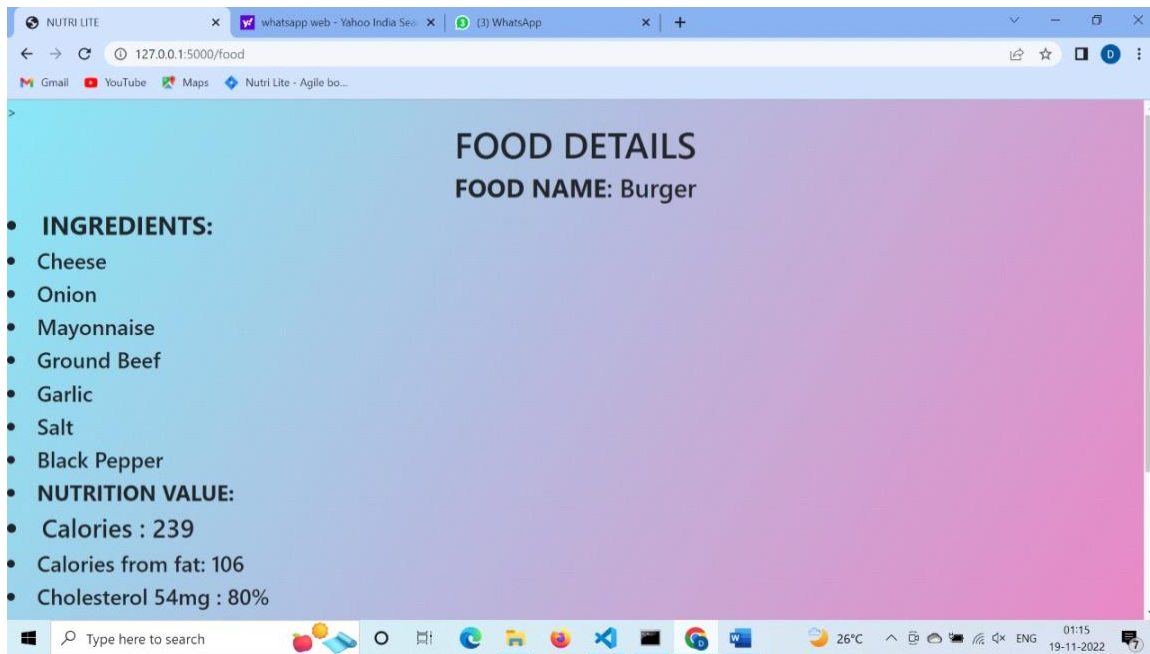 NUTRI LITE
whatsapp web - Yahoo India Sea
(3) WhatsApp
127.0.0.1:5000/food
D
Gmail YouTube Maps Nutri Lite - Agile bo...
>
FOOD DETAILS
FOOD NAME: Burger
• INGREDIENTS:
• Cheese
• Onion
• Mayonnaise
• Ground Beef
• Garlic
• Salt
• Black Pepper
• NUTRITION VALUE:
• Calories : 239
• Calories from fat: 106
• Cholesterol 54mg : 80%
Type here to search
26°C
ENG
01:15
19-11-2022
7